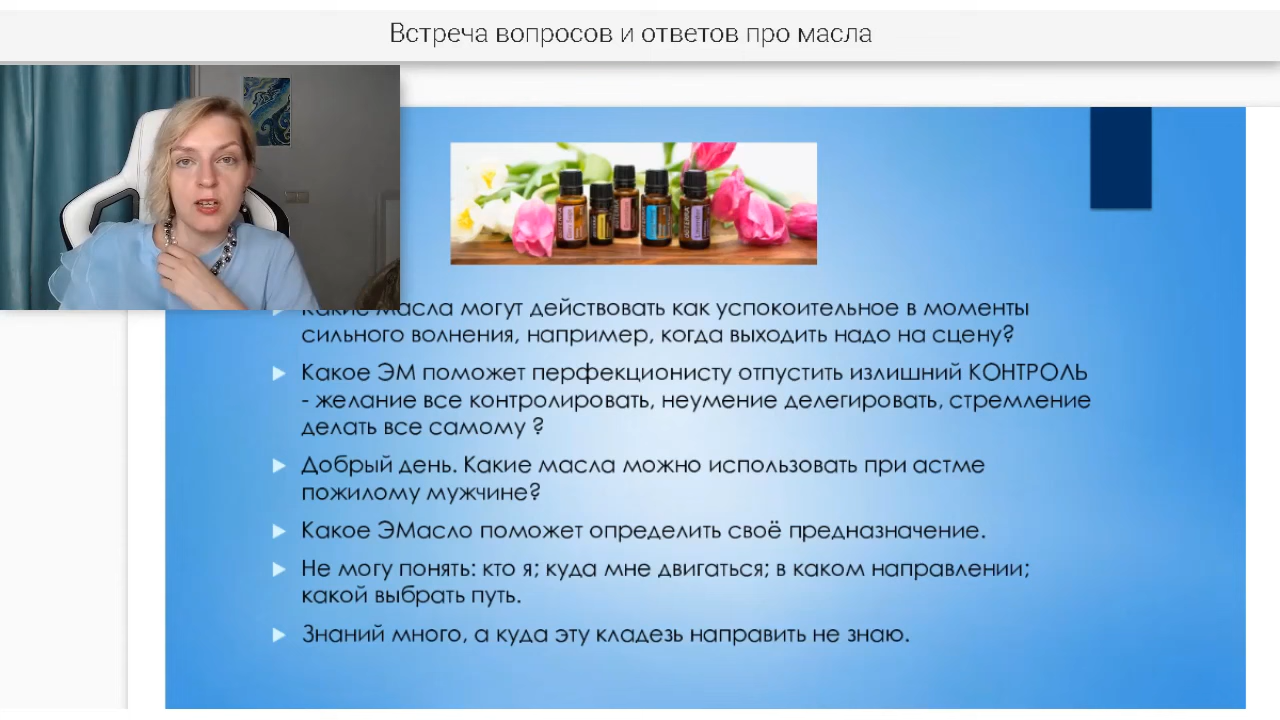 Встреча вопросов и ответов про масла
Какие масла могут действовать как успокоительное в моменты
сильного волнения, например, когда выходить надо на сцену?
Какое ЭМ поможет перфекционисту отпустить излишний КОНТРОЛЬ
- желание все контролировать, неумение делегировать, стремление
делать все самому ?
Добрый день. Какие масла можно использовать при астме
пожилому мужчине?
Какое ЭМасло поможет определить своё предназначение.
Не могу понять: кто я; куда мне двигаться; в каком направлении;
какой выбрать путь.
Знаний много, а куда эту кладезь направить не знаю.